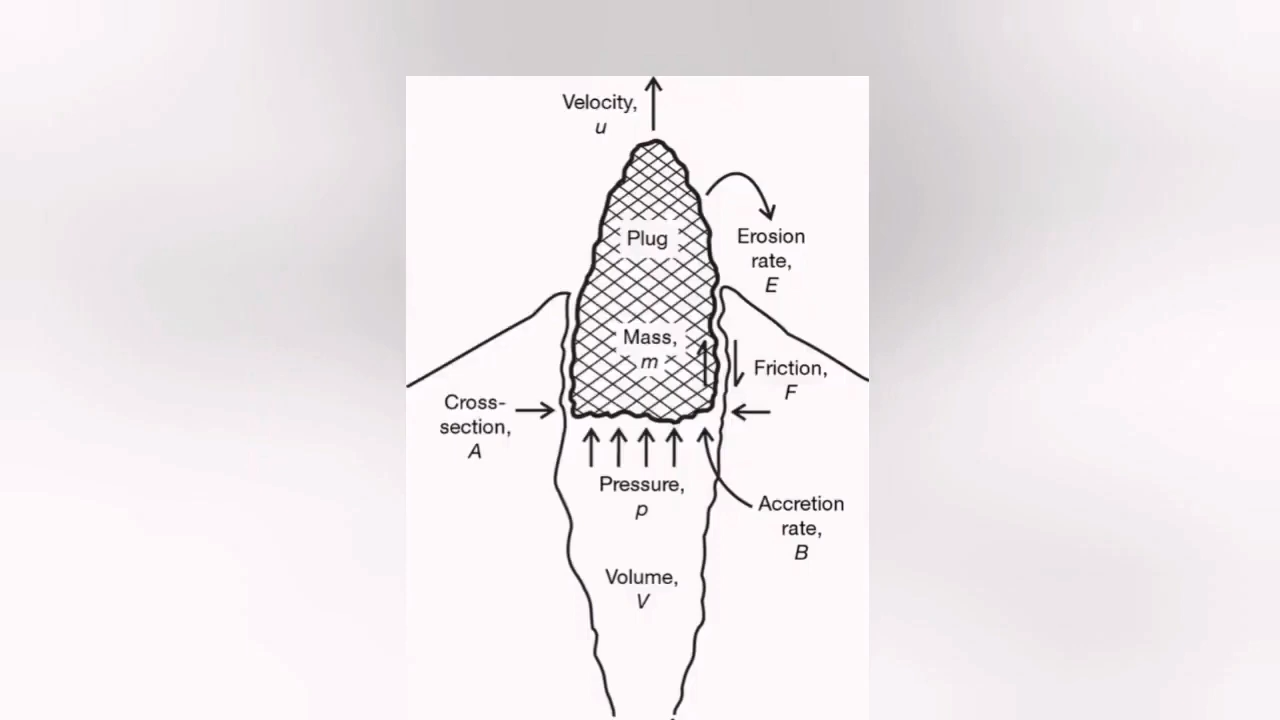 Velocity,
u
Plug
Erosion
rate,
E
Mass,
m
Friction,
F
Cross-
section,
A
Pressure,
p
Accretion
rate,
B
Volume,
V